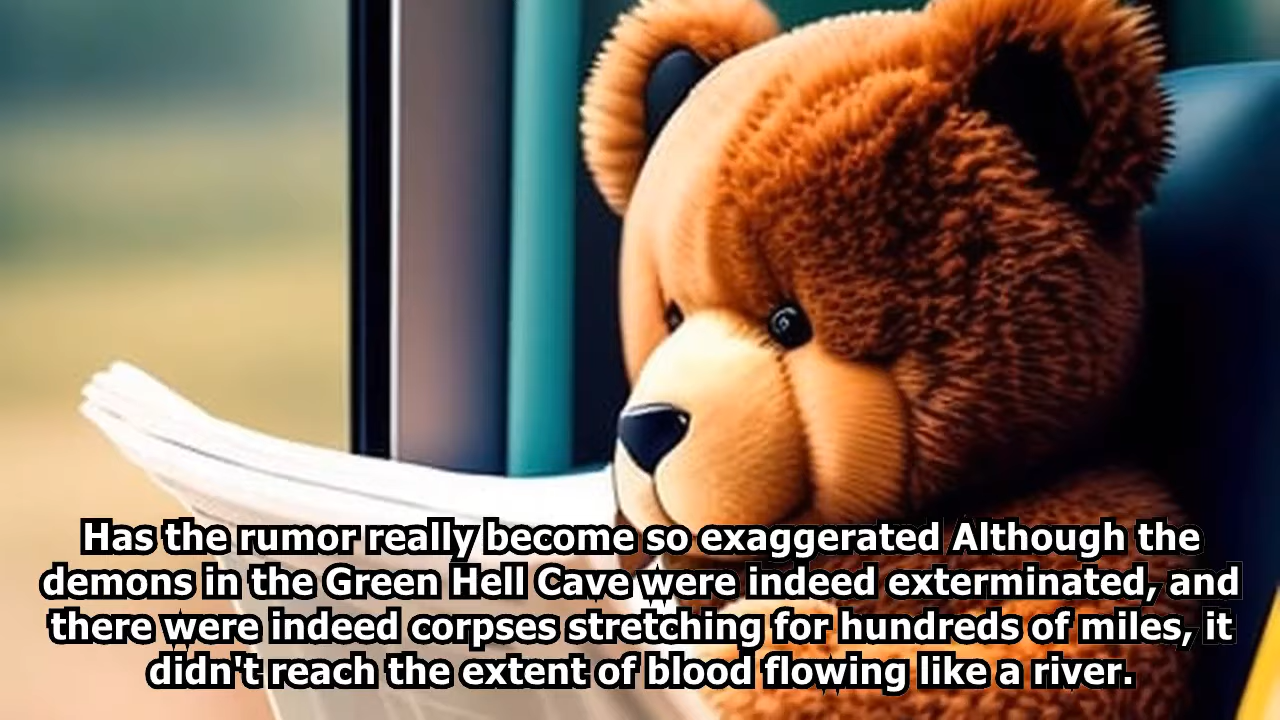 Has the rumor really become so exaggerated Although the
demons in the Green Hell Cave were indeed exterminated, and
there were indeed corpses stretching for hundreds of miles, it
didn't reach the extent of blood flowing like a river.